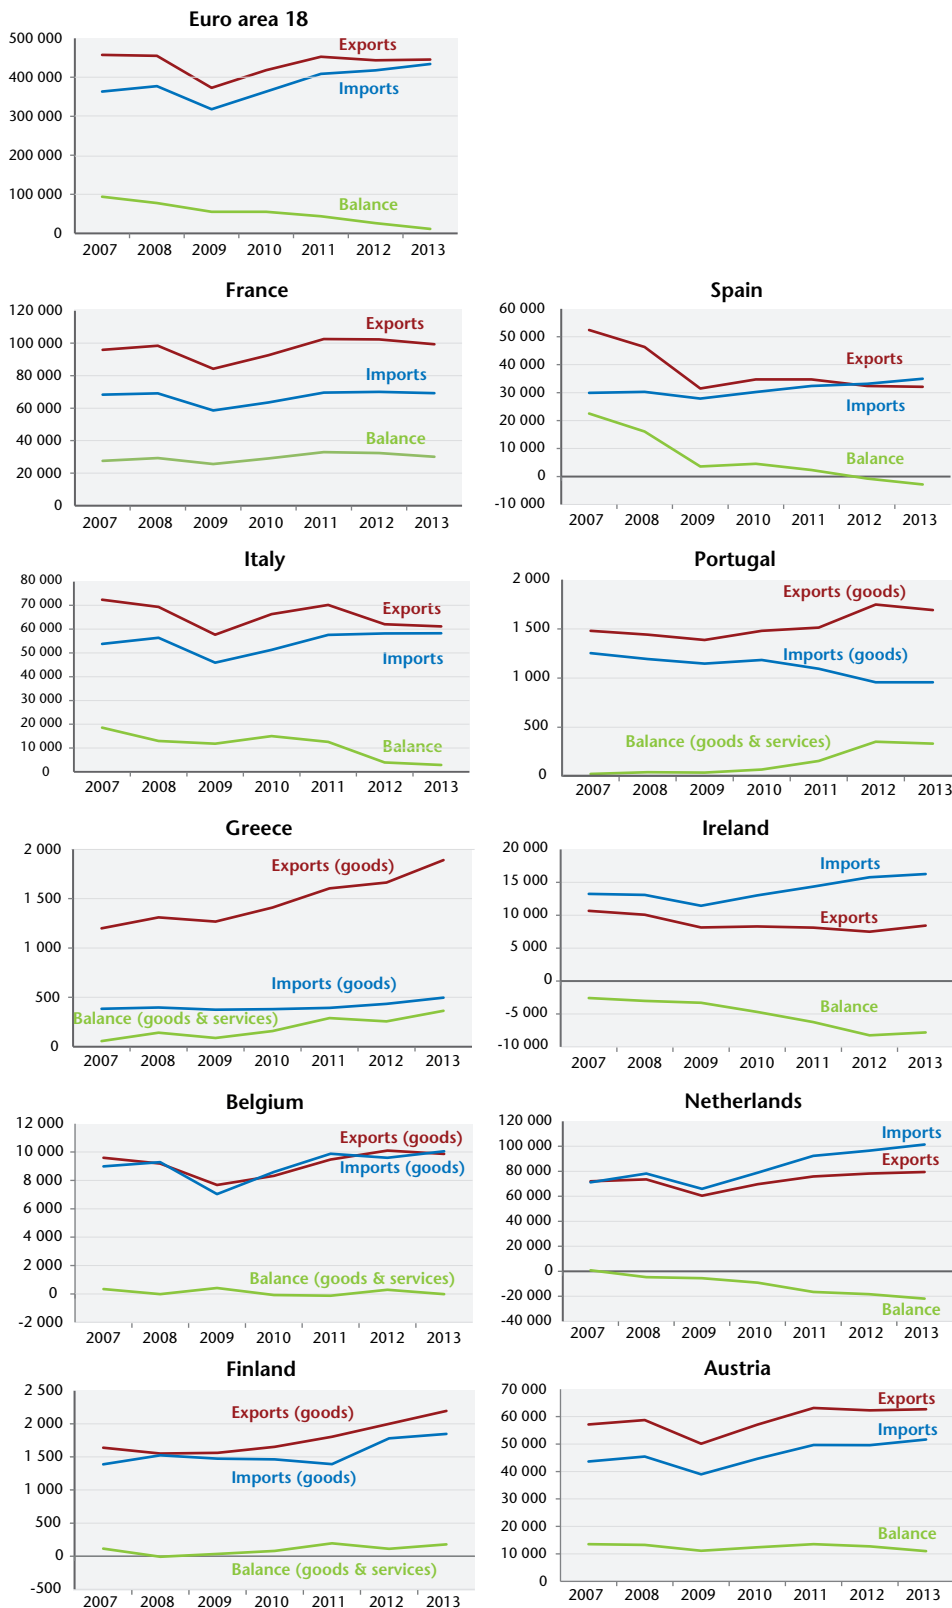 Euro area 18
500 000
400 000
300 000
200 000
100 000
0
Exports
Imports
Balance
2007 2008 2009 2010 2011 2012 2013
France
120 000
100 000
80 000
60 000
40 000
20 000
0
Exports
Imports
Balance
2007 2008 2009 2010 2011 2012 2013
Spain
60 000
50 000
40 000
30 000
20 000
10 000
0
-10 000
Exports
Imports
Balance
2007 2008 2009 2010 2011 2012 2013
Italy
80 000
70 000
60 000
50 000
40 000
30 000
20 000
10 000
0
Exports
Imports
Balance
2007 2008 2009 2010 2011 2012 2013
Portugal
2 000
1 500
1 000
500
0
Exports (goods)
Imports (goods)
Balance (goods & services)
2007 2008 2009 2010 2011 2012 2013
Greece
2 000
1 500
1 000
500
0
Exports (goods)
Imports (goods)
Balance (goods & services)
2007 2008 2009 2010 2011 2012 2013
Ireland
20 000
15 000
10 000
5 000
0
-5 000
-10 000
Imports
Exports
Balance
2007 2008 2009 2010 2011 2012 2013
Belgium
12 000
10 000
8 000
6 000
4 000
2 000
0
-2 000
Exports (goods)
Imports (goods)
Balance (goods & services)
2007 2008 2009 2010 2011 2012 2013
Netherlands
120 000
100 000
80 000
60 000
40 000
20 000
0
-20 000
-40 000
Imports
Exports
Balance
2007 2008 2009 2010 2011 2012 2013
Finland
2 500
2 000
1 500
1 000
500
0
-500
Exports (goods)
Imports (goods)
Balance (goods & services)
2007 2008 2009 2010 2011 2012 2013
Austria
70 000
60 000
50 000
40 000
30 000
20 000
10 000
0
Exports
Imports
Balance
2007 2008 2009 2010 2011 2012 2013